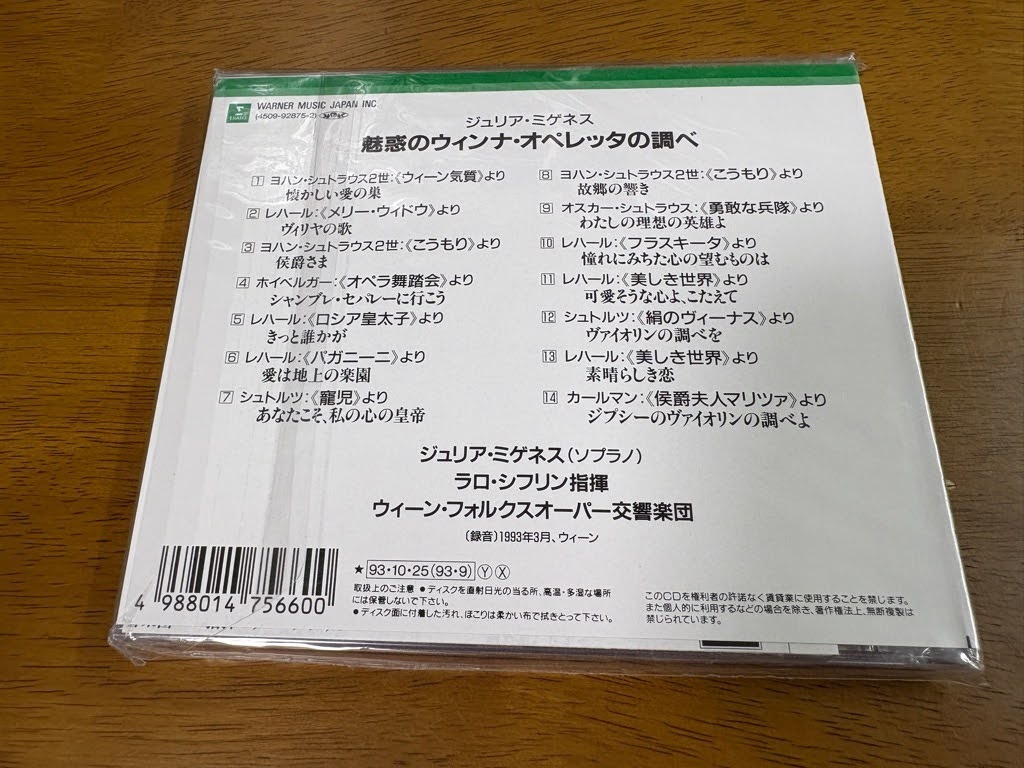 WARNER MUSIC JAPAN INC.
(4509-92875-2)
ジュリア・ミゲネス
魅惑のウィンナ・オペレッタの調べ
1 ヨハン・シュトラウス2世:《ウィーン気質》より
懐かしい愛の巣
2 レハール:《メリー・ウィドウ》より
ヴィリヤの歌
3 ヨハン・シュトラウス2世:《こうもり》より
侯爵さま
4 ホイベルガー:《オペラ舞踏会》より
シャンブレ・セパレーに行こう
5 レハール:《ロシア皇太子》より
きっと誰かが
6 レハール:《パガニーニ》より
愛は地上の楽園
7 シュトルツ:《寵児》より
あなたこそ、私の心の皇帝
8 ヨハン・シュトラウス2世:《こうもり》より
故郷の響き
9 オスカー・シュトラウス:《勇敢な兵隊》より
わたしの理想の英雄よ
10 レハール:《フラスキータ》より
憧れにみちた心の望むものは
11 レハール:《美しき世界》より
可愛そうな心よ、こたえて
12 シュトルツ:《絹のヴィーナス》より
ヴァイオリンの調べを
13 レハール:《美しき世界》より
素晴らしき恋
14 カールマン:《侯爵夫人マリツァ》より
ジプシーのヴァイオリンの調べよ
ジュリア・ミゲネス(ソプラノ)
ラロ・シフリン指揮
ウィーン・フォルクスオーパー交響楽団
(録音)1993年3月、ウィーン
★ 93・10・25(93・9) Ⓨ Ⓧ
取扱上のご注意 ●ディスクを直射日光の当る所、高温・多湿な場所
には保管しないで下さい。
●ディスク面に付着した汚れ、ほこりは柔かい布で拭きとって下さい。
4 988014 756600
このCDを権利者の許諾なく賃貸業に使用することを禁じます。
また個人的に利用するなどの場合を除き、著作権法上、無断複製は
禁じられています。